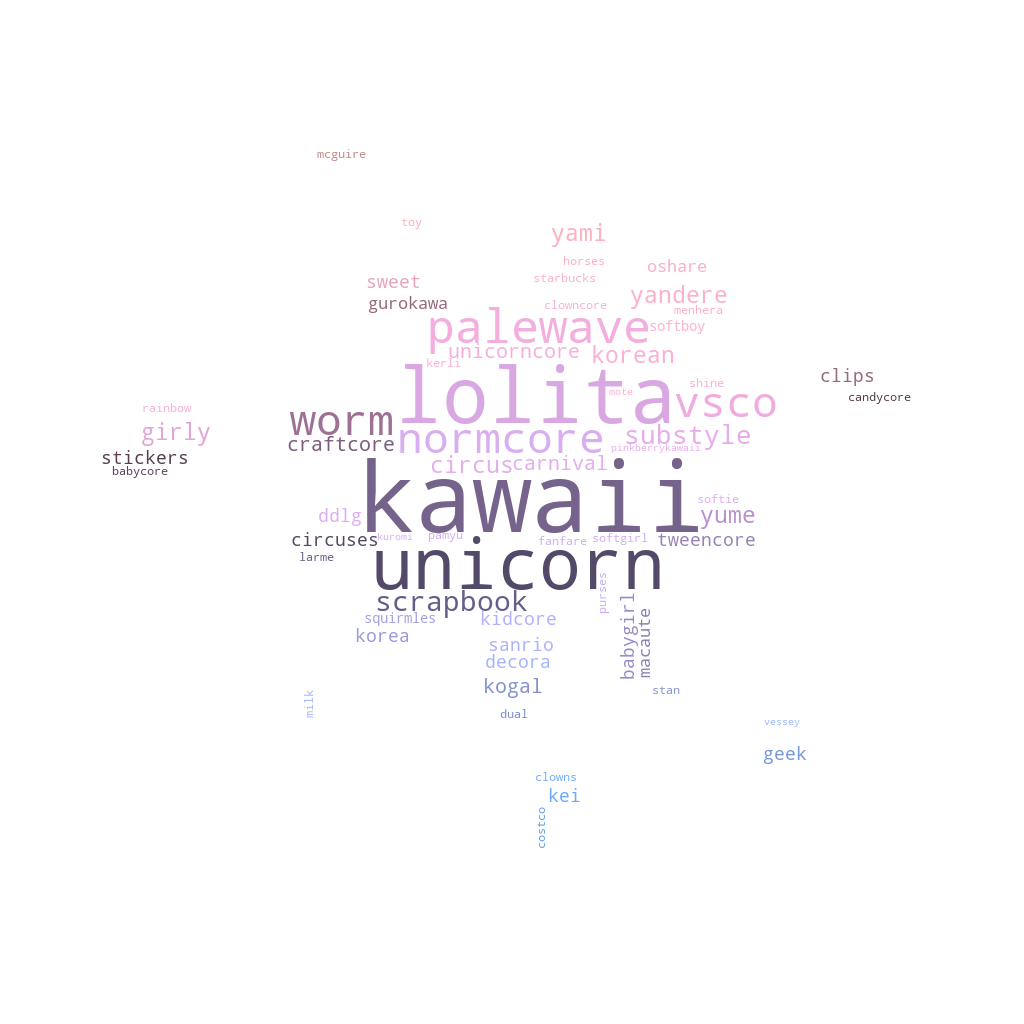 mcguire
toy
yami
horses
oshare
starbucks
sweet
yandere
gurokawa
clowncore
menhera
palewave
softboy
unicorncore
korean
kerli
clips
shine
lolita
mote
candycore
vsco
rainbow
worm
girly
normcore
substyle
craftcore
pinkberrykawaii
stickers
circus
carnival
babycore
kawaii
softie
ddlg
yume
circuses
kuromi
pamyu
fanfare
softgirl
tweencore
larme
unicorn
purses
scrapbook
squirmles
kidcore
babygirl
macaute
korea
sanrio
decora
kogal
stan
milk
dual
vessey
geek
clowns
kei
costco